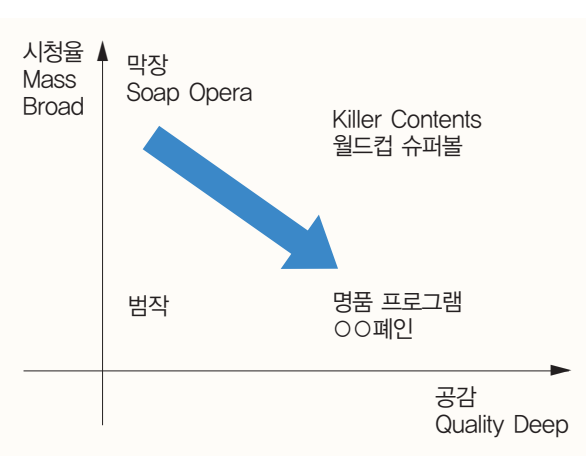 시청율
Mass
Broad
막장
Soap Opera
Killer Contents
월드컵 슈퍼볼
범작
명품 프로그램
○○폐인
공감
Quality Deep